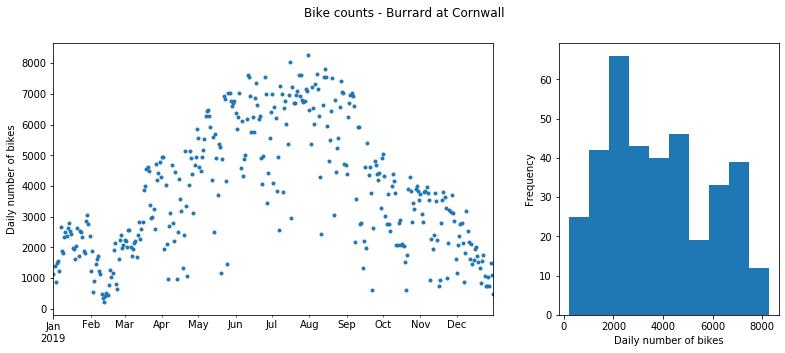 Bike counts - Burrard at Cornwall
Daily number of bikes
8000
7000
6000
5000
4000
3000
2000
1000
0
Jan Feb Mar Apr May Jun Jul Aug Sep Oct Nov Dec
2019
Frequency
60
50
40
30
20
10
0
0 2000 4000 6000 8000
Daily number of bikes